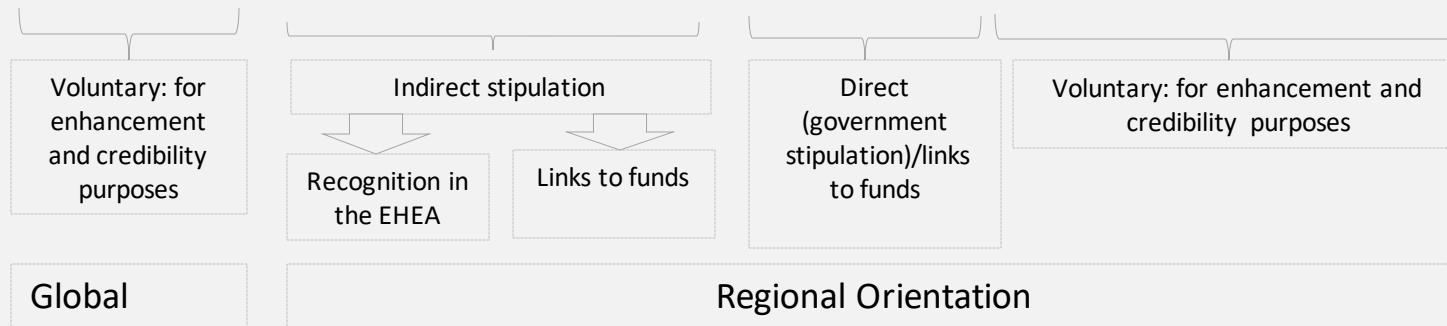 Voluntary: for
enhancement
and credibility
purposes
Indirect stipulation
Recognition in
the EHEA
Links to funds
Direct
(government
stipulation)/links
to funds
Voluntary: for enhancement and
credibility purposes
Global
Regional Orientation